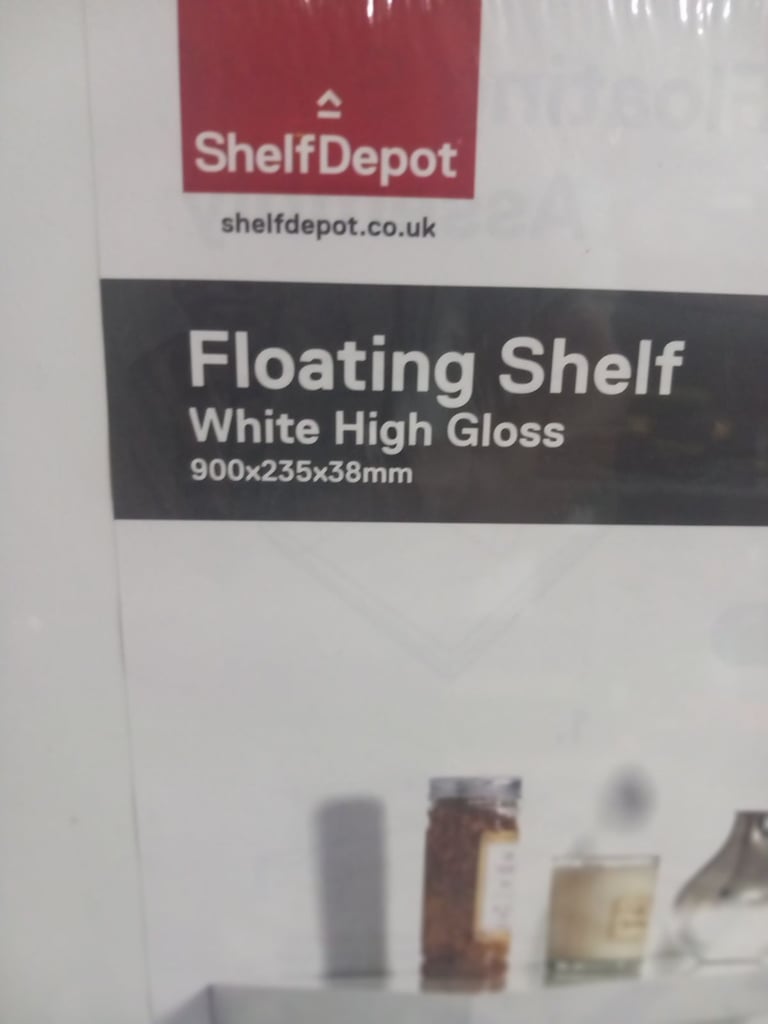 ShelfDepot
shelfdepot.co.uk
Floating Shelf
White High Gloss
900x235x38mm